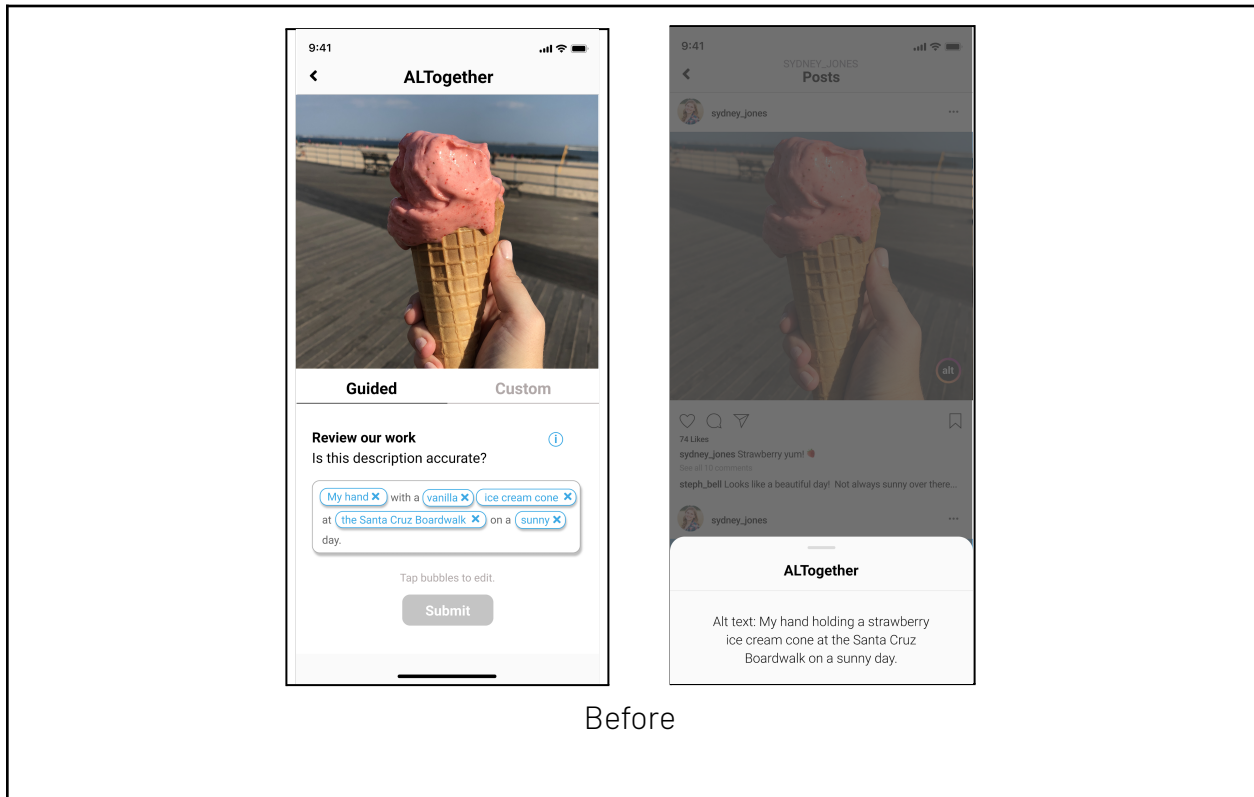 9:41
ALTogether
Guided
Custom
Review our work
Is this description accurate?
My hand with a vanilla ice cream cone
at the Santa Cruz Boardwalk on a sunny
day.
Tap bubbles to edit.
Submit
9:41
SYDNEY_JONES
Posts
sydney_jones
alt
74 Likes
sydney_jones Strawberry yum!
See all 10 comments
steph_bell Looks like a beautiful day! Not always sunny over there...
sydney_jones
ALTogether
Alt text: My hand holding a strawberry
ice cream cone at the Santa Cruz
Boardwalk on a sunny day.
Before